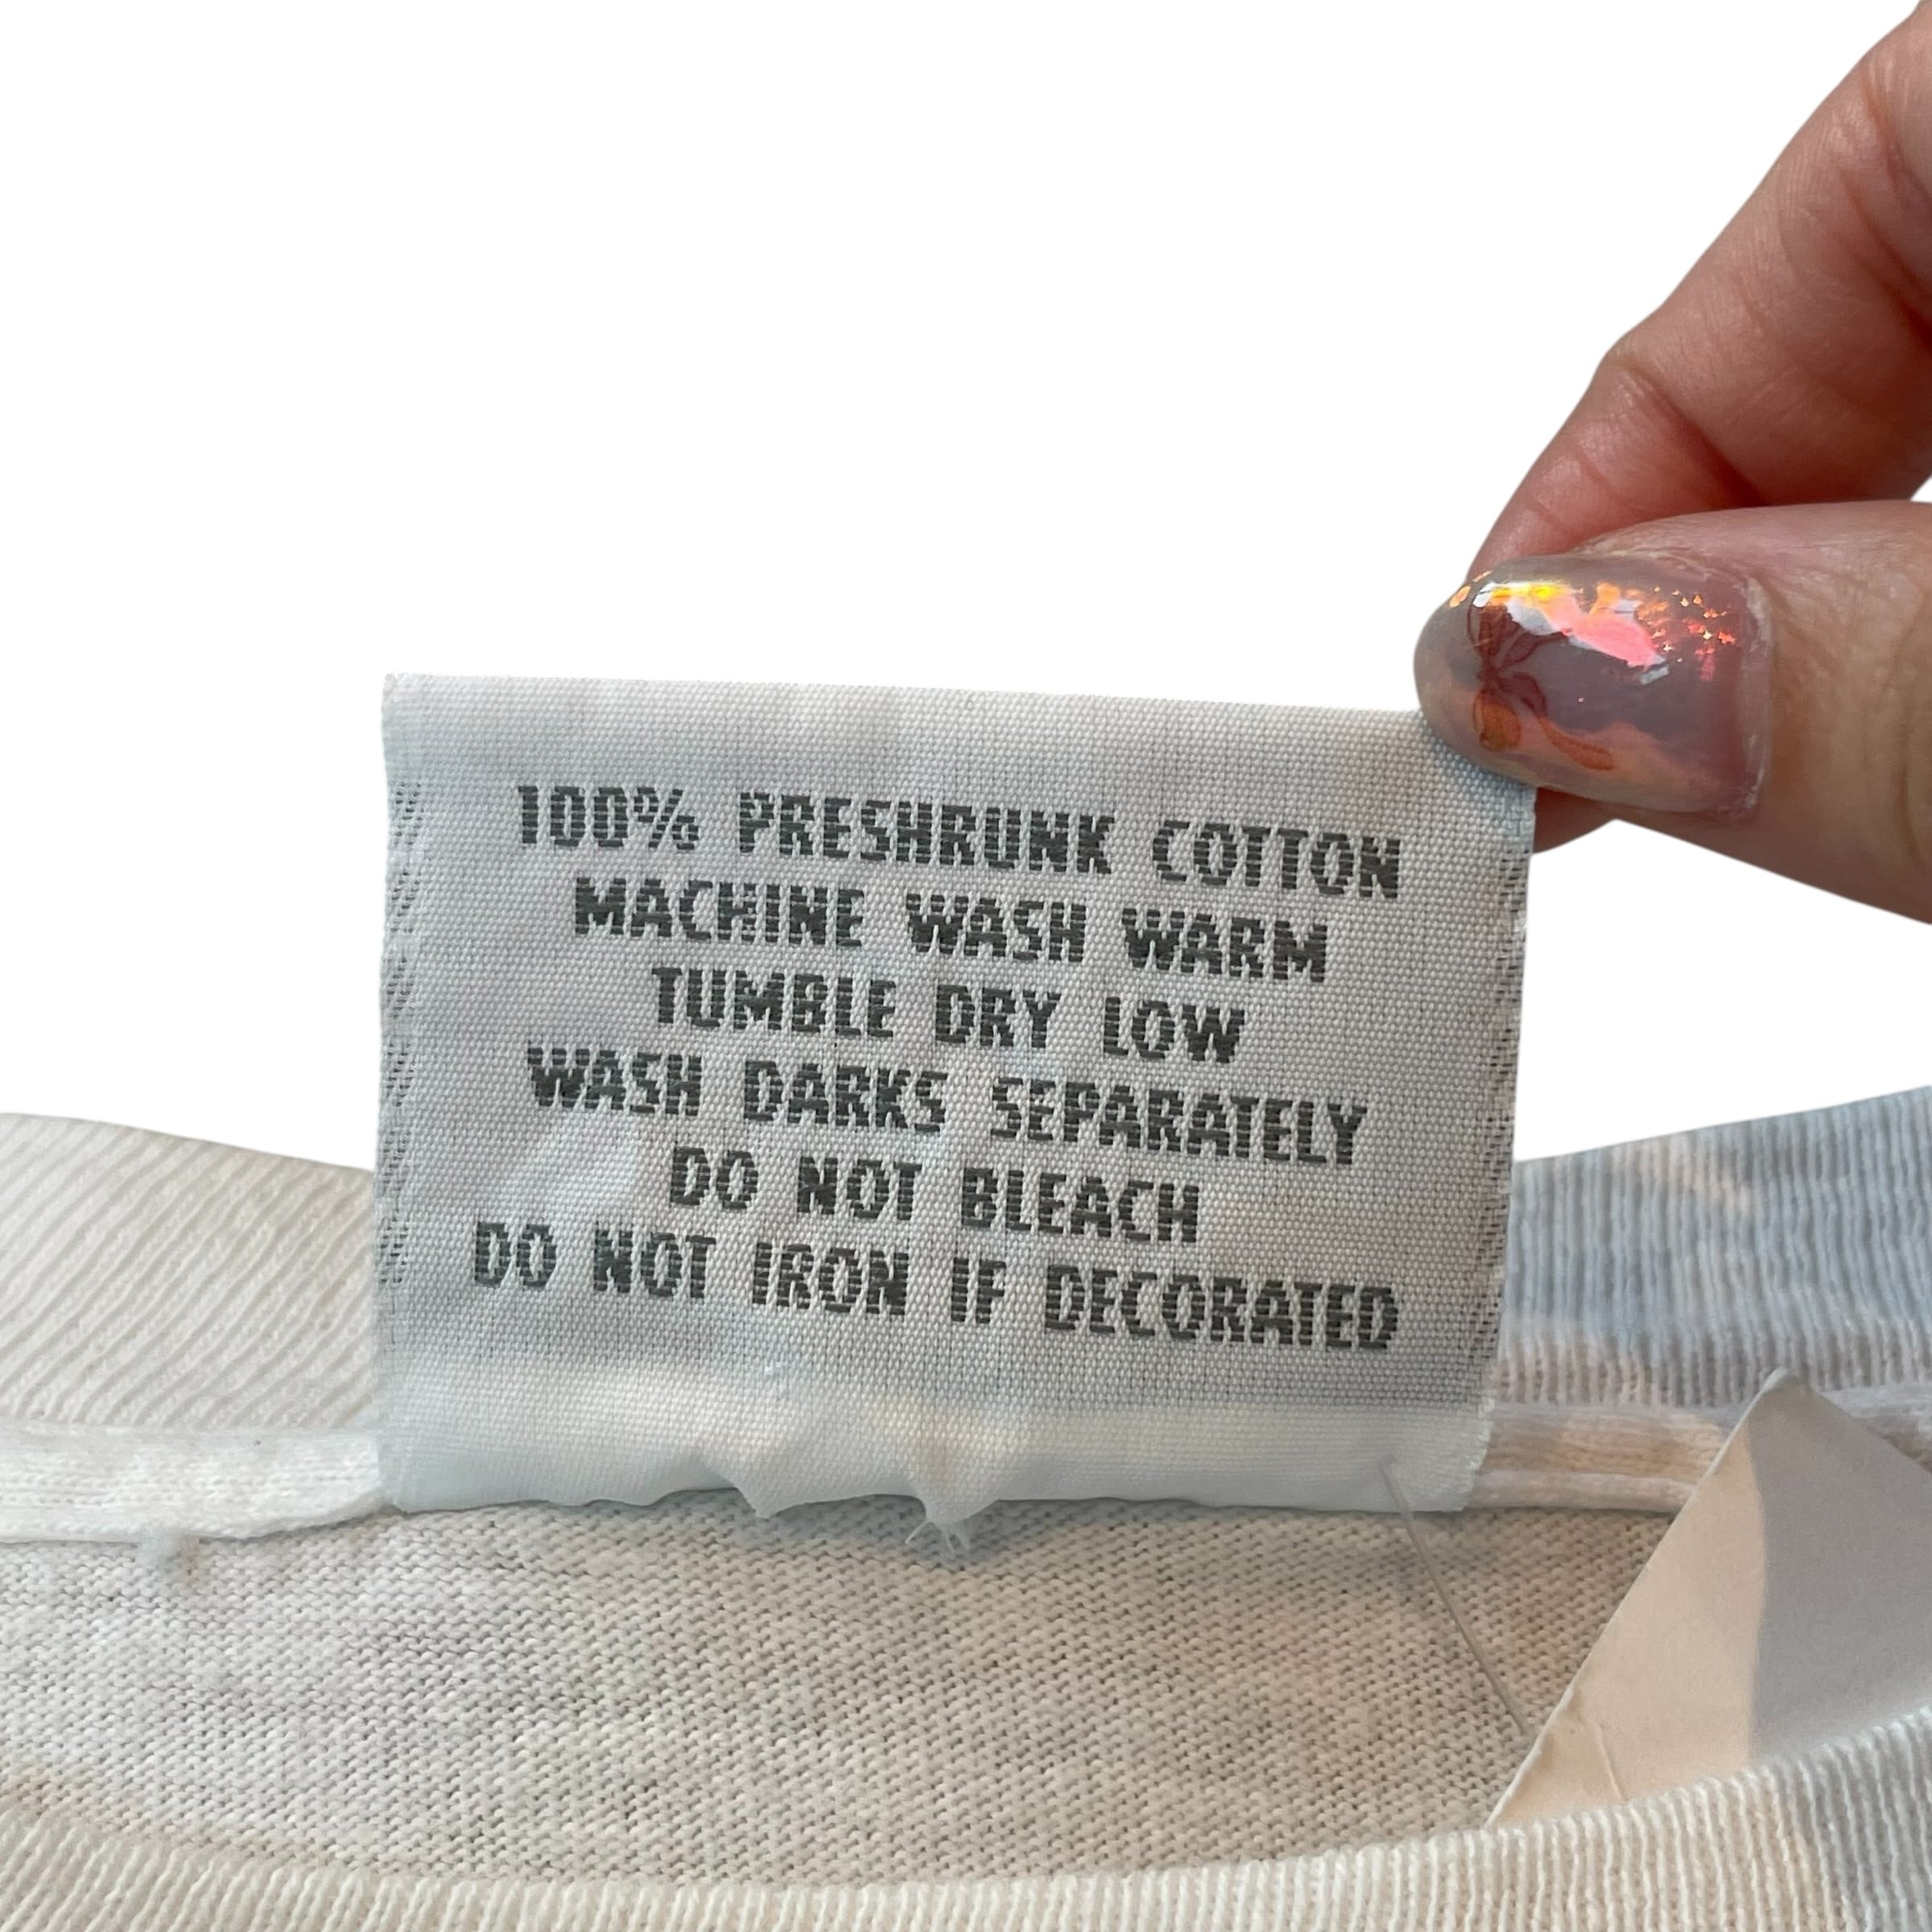 100% PRESHRUNK COTTON
MACHINE WASH WARM
TUMBLE DRY LOW
WASH DARKS SEPARATELY
DO NOT BLEACH
DO NOT IRON IF DECORATED